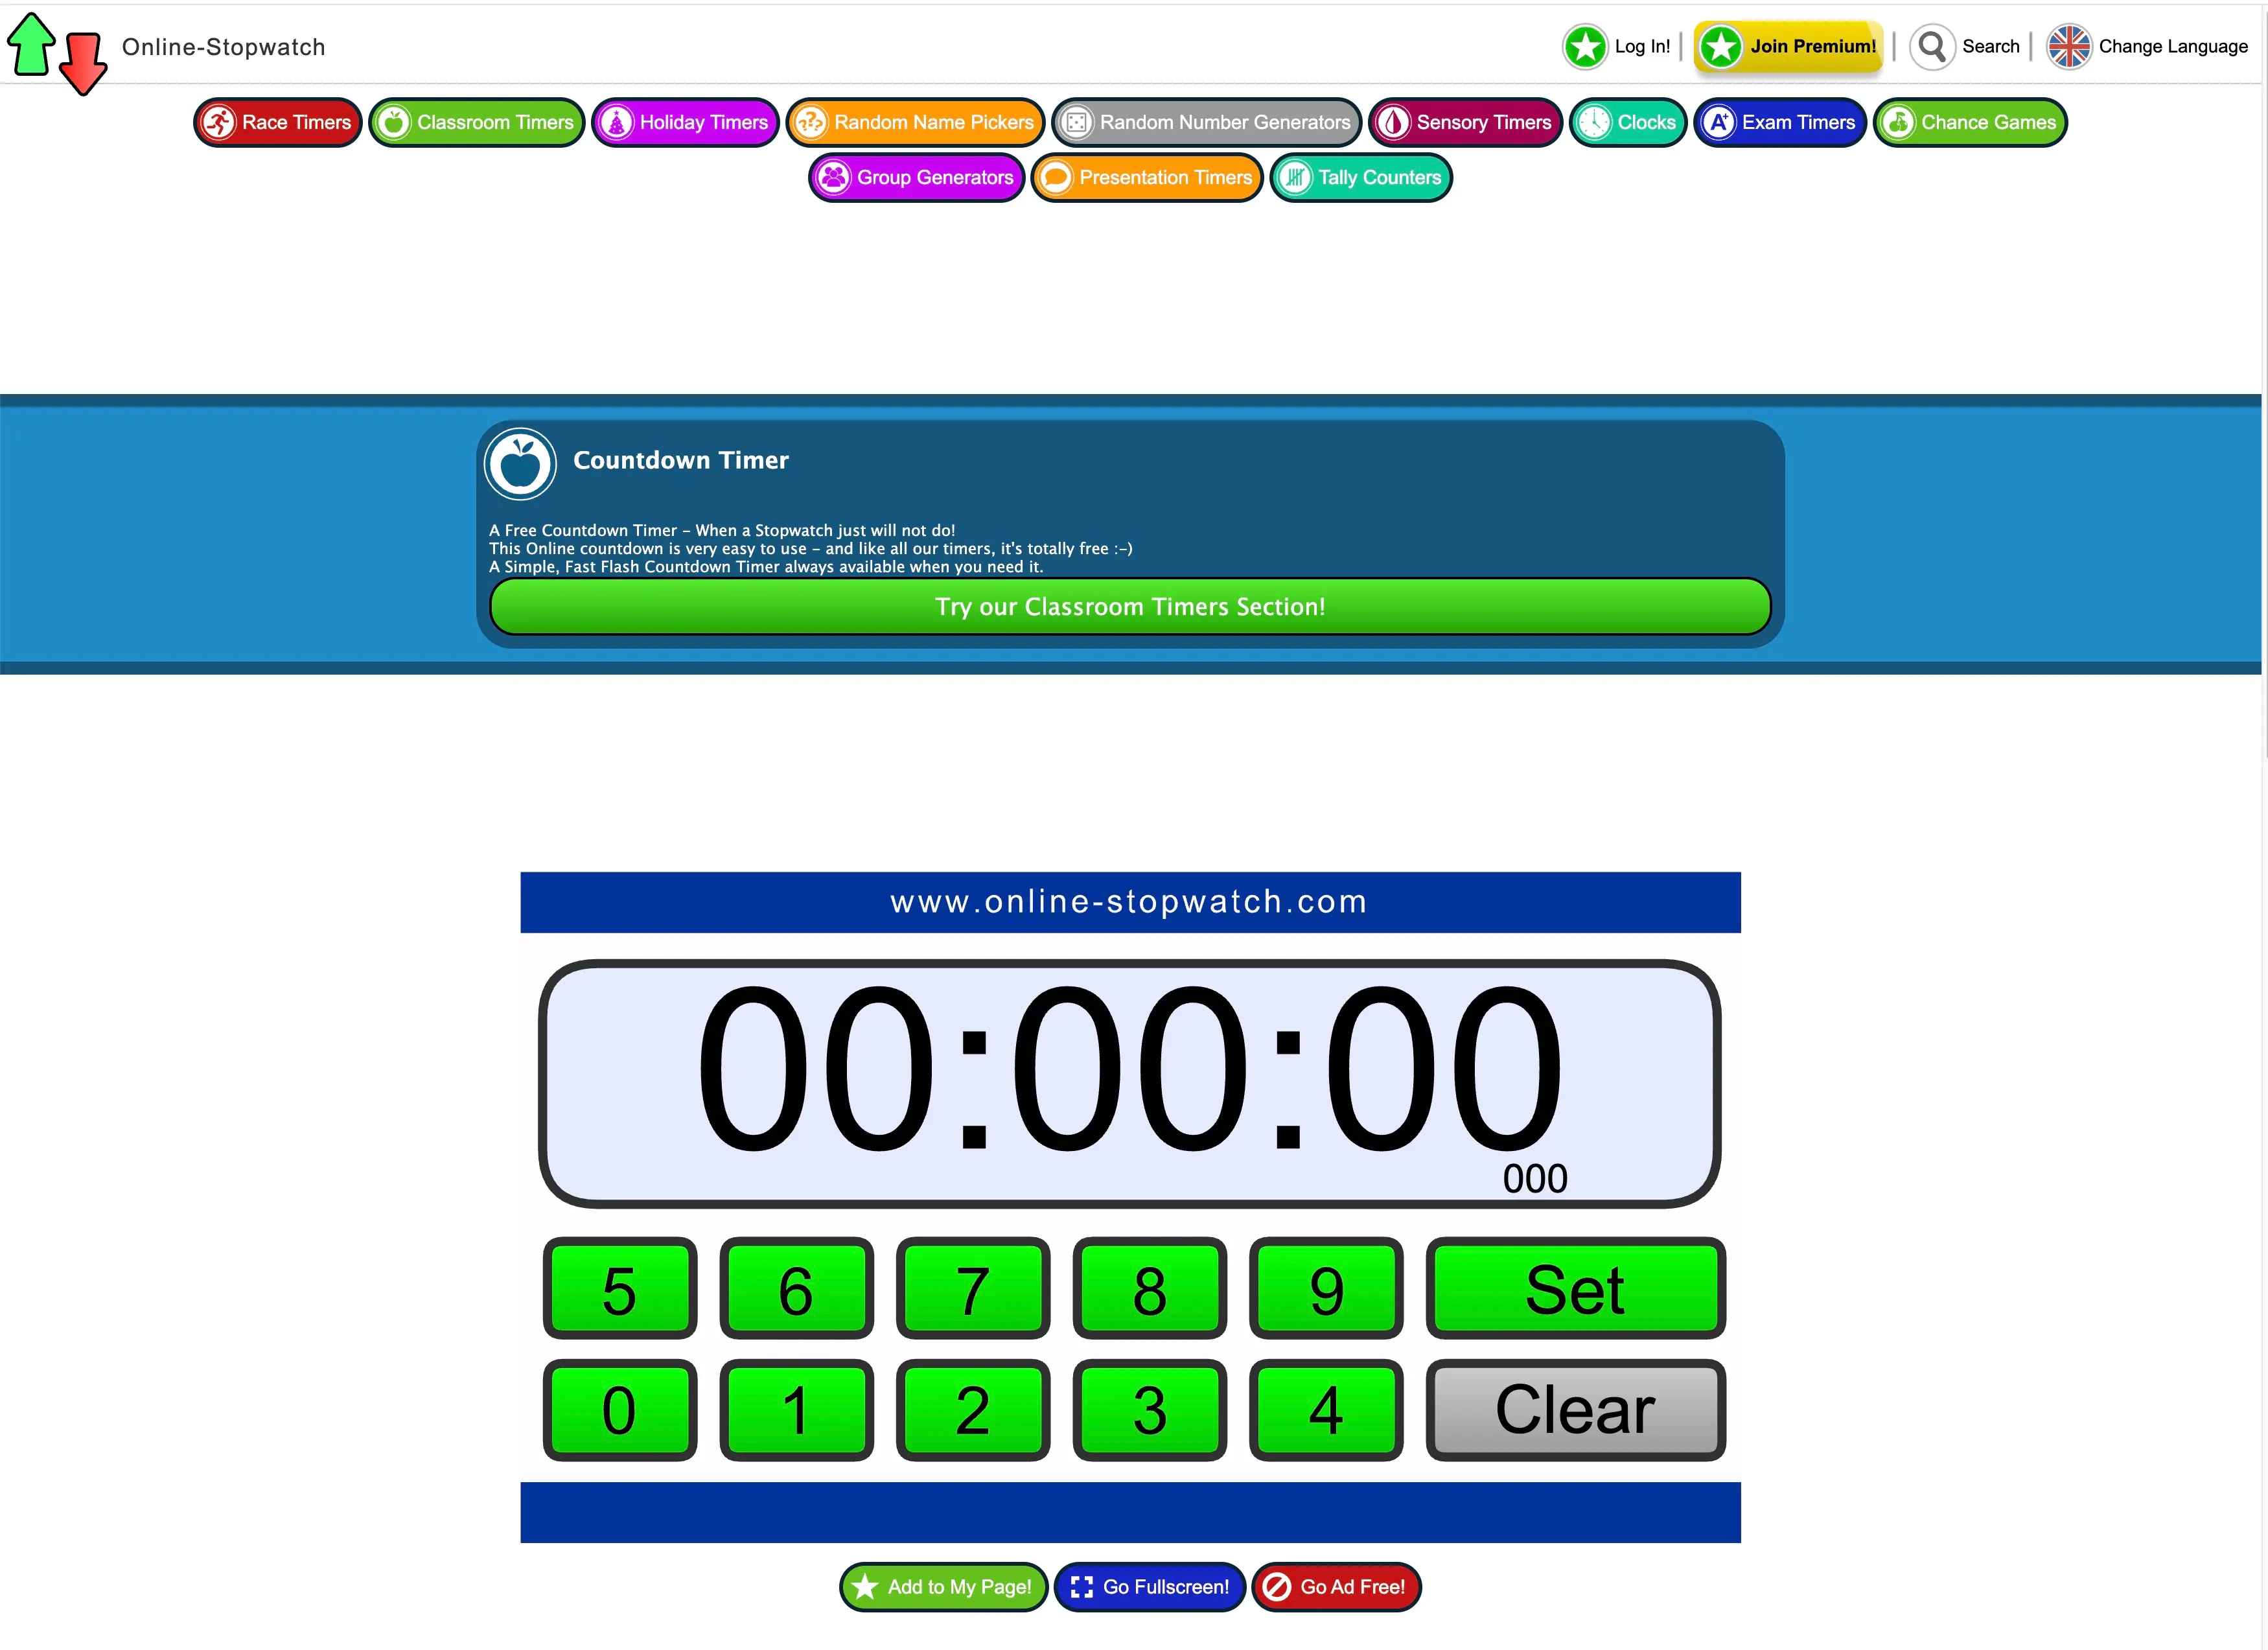 Online-Stopwatch
Log In! | Join Premium! | Search | Change Language
Race Timers Classroom Timers Holiday Timers Random Name Pickers Random Number Generators Sensory Timers Clocks A+ Exam Timers Chance Games
Group Generators Presentation Timers Tally Counters
Countdown Timer
A Free Countdown Timer - When a Stopwatch just will not do!
This Online countdown is very easy to use - and like all our timers, it's totally free :-)
A Simple, Fast Flash Countdown Timer always available when you need it.
Try our Classroom Timers Section!
www.online-stopwatch.com
00:00:00
000
5 6 7 8 9 Set
0 1 2 3 4 Clear
Add to My Page! Go Fullscreen! Go Ad Free!